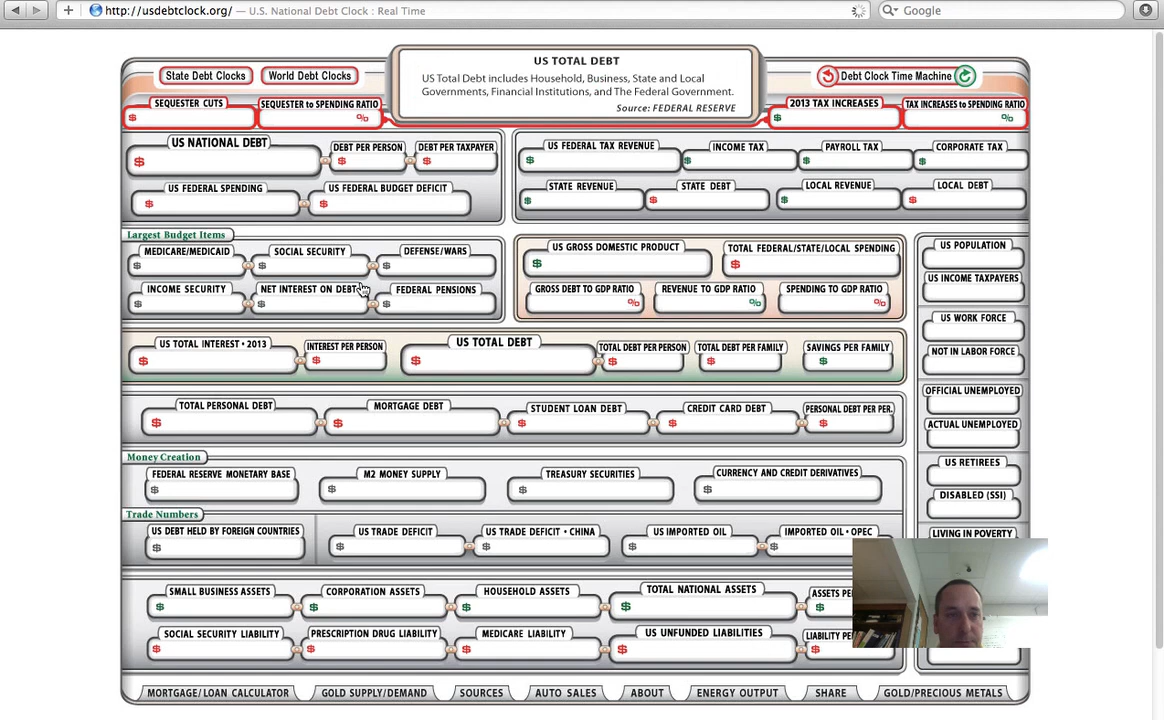 http://usdebtclock.org/ — U.S. National Debt Clock : Real Time
Google
US TOTAL DEBT
US Total Debt includes Household, Business, State and Local
Governments, Financial Institutions, and The Federal Government.
Source: FEDERAL RESERVE
State Debt Clocks World Debt Clocks
Debt Clock Time Machine
SEQUESTER CUTS SEQUESTER to SPENDING RATIO
$ %
2013 TAX INCREASES TAX INCREASES to SPENDING RATIO
$ %
US NATIONAL DEBT DEBT PER PERSON DEBT PER TAXPAYER
$ $ $
US FEDERAL SPENDING US FEDERAL BUDGET DEFICIT
$ $
US FEDERAL TAX REVENUE INCOME TAX PAYROLL TAX CORPORATE TAX
$ $ $ $
STATE REVENUE STATE DEBT LOCAL REVENUE LOCAL DEBT
$ $ $ $
Largest Budget Items
MEDICARE/MEDICAID SOCIAL SECURITY DEFENSE/WARS
$ $ $
INCOME SECURITY NET INTEREST ON DEBT FEDERAL PENSIONS
$ $ $
US GROSS DOMESTIC PRODUCT TOTAL FEDERAL/STATE/LOCAL SPENDING
$ $
GROSS DEBT TO GDP RATIO REVENUE TO GDP RATIO SPENDING TO GDP RATIO
% % %
US POPULATION
US INCOME TAXPAYERS
US WORK FORCE
NOT IN LABOR FORCE
OFFICIAL UNEMPLOYED
ACTUAL UNEMPLOYED
US RETIREES
DISABLED (SSI)
LIVING IN POVERTY
US TOTAL INTEREST • 2013 INTEREST PER PERSON US TOTAL DEBT TOTAL DEBT PER PERSON TOTAL DEBT PER FAMILY SAVINGS PER FAMILY
$ $ $ $ $ $
TOTAL PERSONAL DEBT MORTGAGE DEBT STUDENT LOAN DEBT CREDIT CARD DEBT PERSONAL DEBT PER PER.
$ $ $ $ $
Money Creation
FEDERAL RESERVE MONETARY BASE M2 MONEY SUPPLY TREASURY SECURITIES CURRENCY AND CREDIT DERIVATIVES
$ $ $ $
Trade Numbers
US DEBT HELD BY FOREIGN COUNTRIES US TRADE DEFICIT US TRADE DEFICIT • CHINA US IMPORTED OIL IMPORTED OIL • OPEC
$ $ $ $ $
SMALL BUSINESS ASSETS CORPORATION ASSETS HOUSEHOLD ASSETS TOTAL NATIONAL ASSETS ASSETS
$ $ $ $ $
SOCIAL SECURITY LIABILITY PRESCRIPTION DRUG LIABILITY MEDICARE LIABILITY US UNFUNDED LIABILITIES LIABILITY
$ $ $ $ $
MORTGAGE/LOAN CALCULATOR GOLD SUPPLY/DEMAND SOURCES AUTO SALES ABOUT ENERGY OUTPUT SHARE GOLD/PRECIOUS METALS